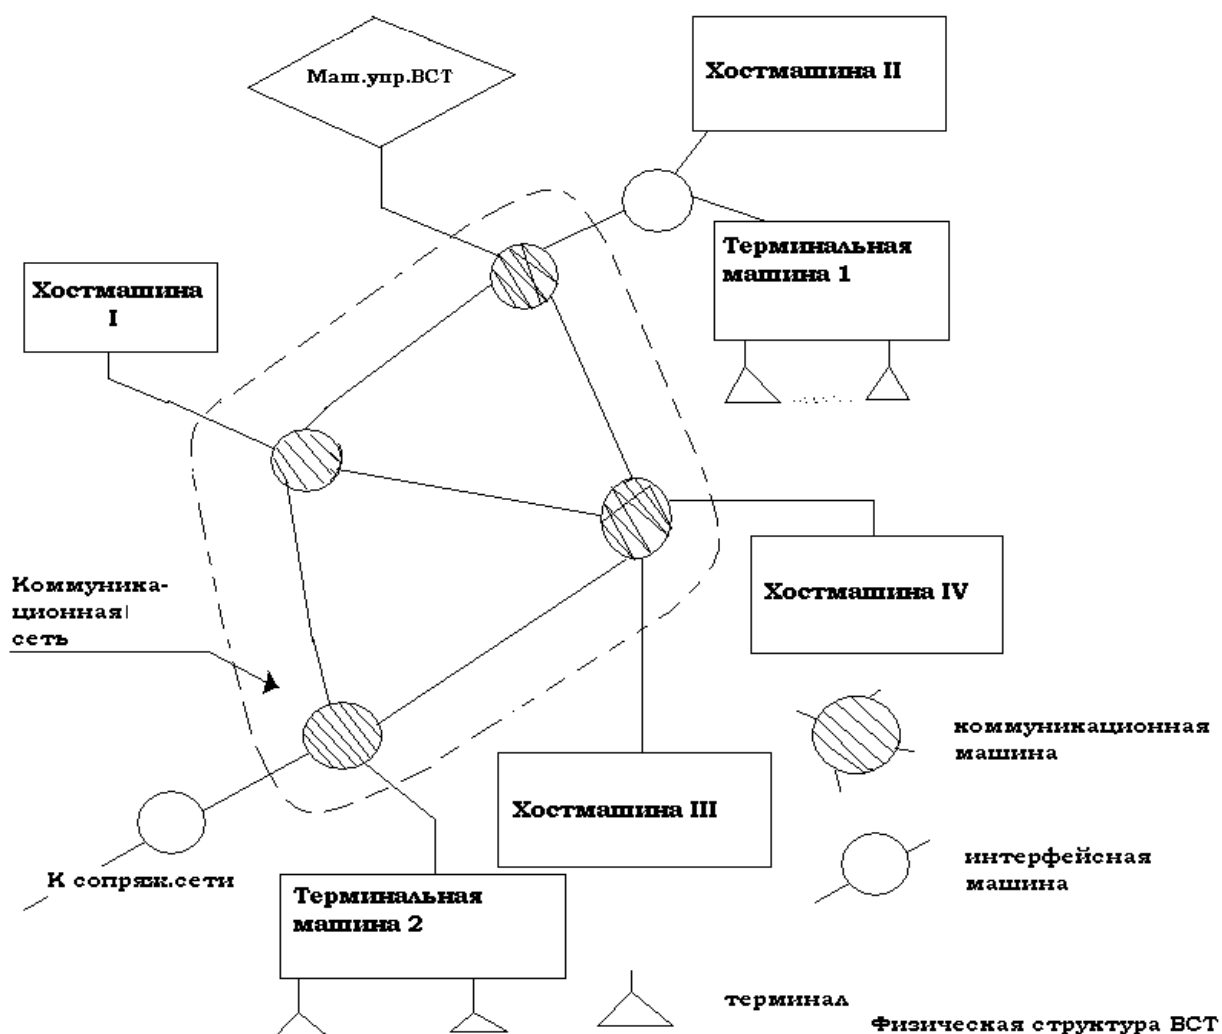 Маш.упр.ВСТ
Хостмашина II
Терминальная
машина 1
Хостмашина
I
Коммуника-
ционная
сеть
Хостмашина IV
коммуникационная
машина
Хостмашина III
интерфейсная
машина
К сопряж.сети
Терминальная
машина 2
терминал
Физическая структура ВСТ